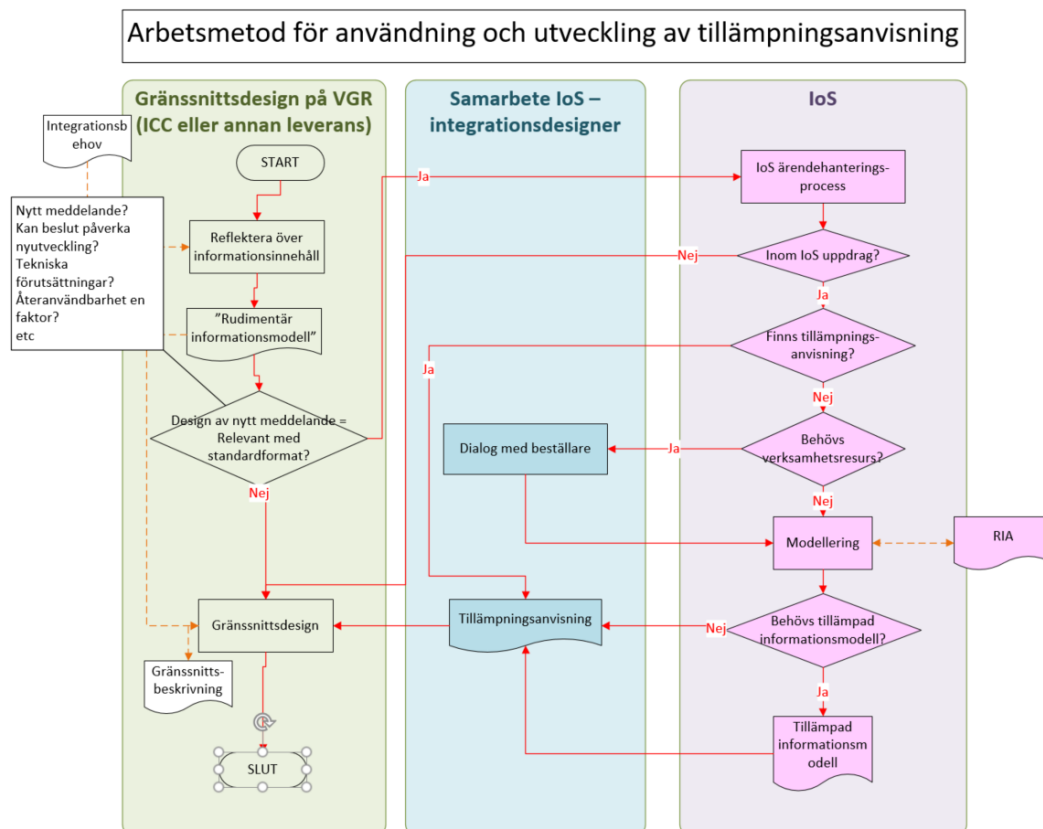 Arbetsmetod för användning och utveckling av tillämpningsanvisning
Gränssnittsdesign på VGR
(ICC eller annan leverans)
Samarbete IoS –
integrationsdesigner
IoS
Integrationsb
ehov
START
IoS ärendehanterings-
process
Ja
Nytt meddelande?
Kan beslut påverka
nyutveckling?
Tekniska
förutsättningar?
Återanvändbarhet en
faktor?
etc
Reflektera över
informationsinnehåll
Nej
Inom IoS uppdrag?
Ja
”Rudimentär
informationsmodell”
Finns tillämpnings-
anvisning?
Ja
Nej
Design av nytt meddelande =
Relevant med
standardformat?
Dialog med beställare
Ja
Behövs
verksamhetsresurs?
Nej
Nej
Modellering
RIA
Gränssnittsdesign
Tillämpningsanvisning
Nej
Behövs tillämpad
informationsmodell?
Gränssnitts-
beskrivning
Ja
Tillämpad
informationsm
odell
SLUT